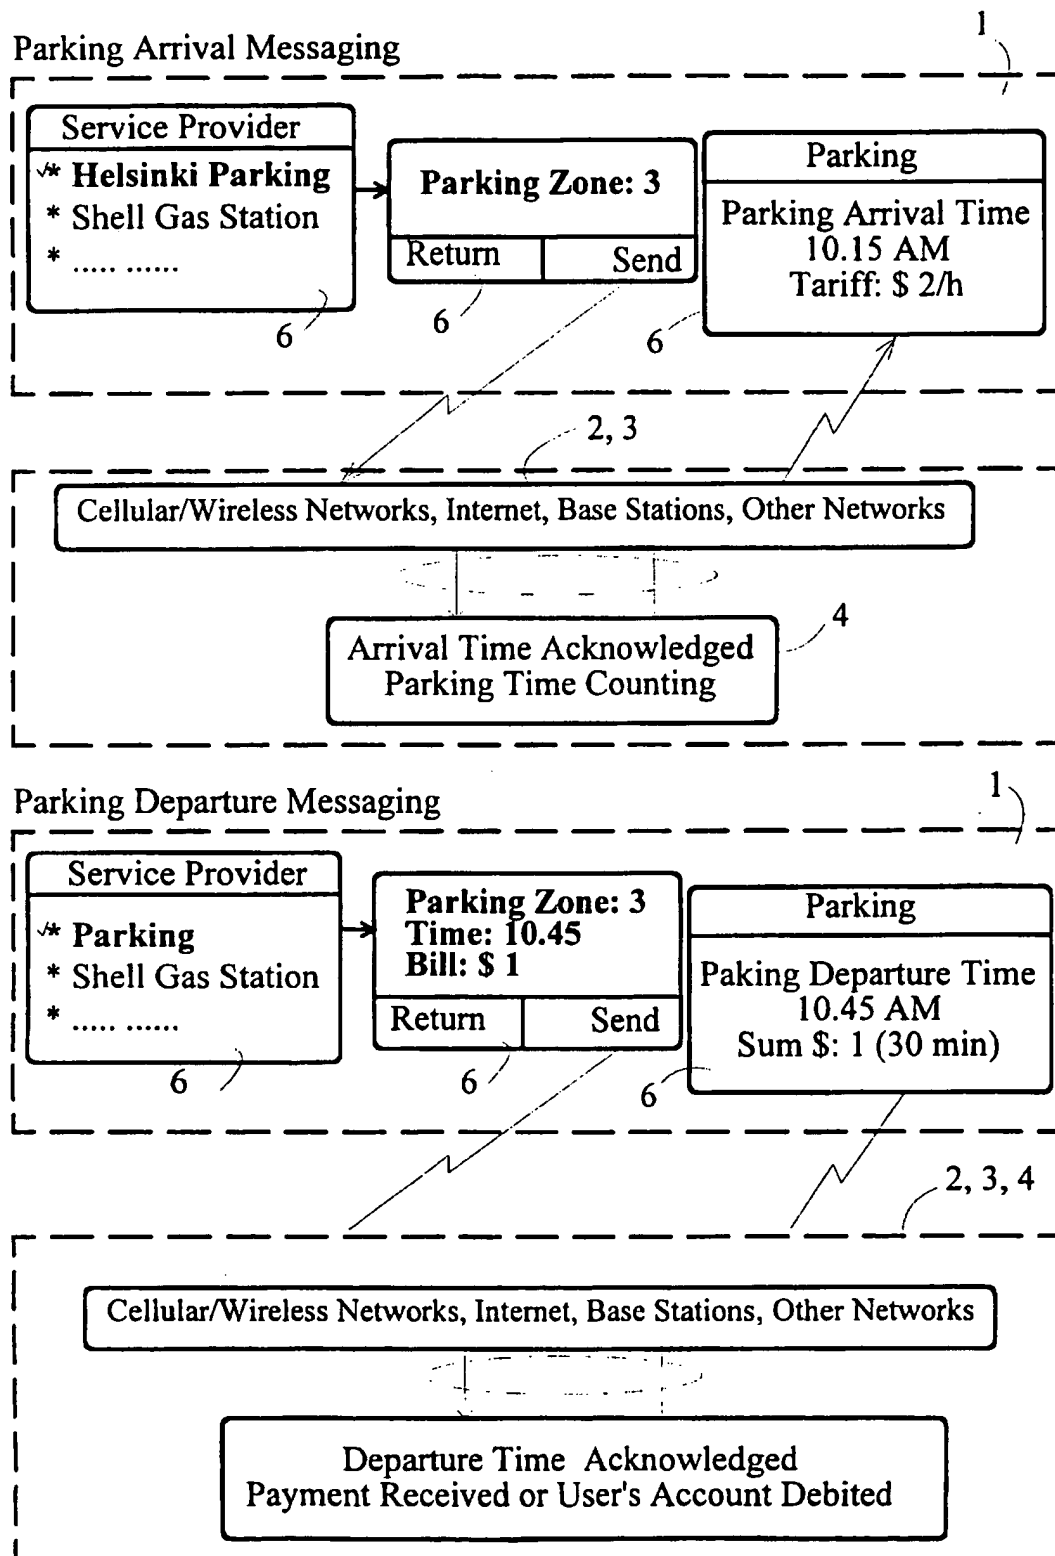 Parking Arrival Messaging
1
Service Provider
* Helsinki Parking
* Shell Gas Station
* ..... ......
6
Parking Zone: 3
Return
Send
6
Parking
Parking Arrival Time
10.15 AM
Tariff: $ 2/h
6
2, 3
Cellular/Wireless Networks, Internet, Base Stations, Other Networks
4
Arrival Time Acknowledged
Parking Time Counting
Parking Departure Messaging
1
Service Provider
* Parking
* Shell Gas Station
* ..... ......
6
Parking Zone: 3
Time: 10.45
Bill: $ 1
Return
Send
6
Parking
Paking Departure Time
10.45 AM
Sum $: 1 (30 min)
6
2, 3, 4
Cellular/Wireless Networks, Internet, Base Stations, Other Networks
Departure Time Acknowledged
Payment Received or User's Account Debited